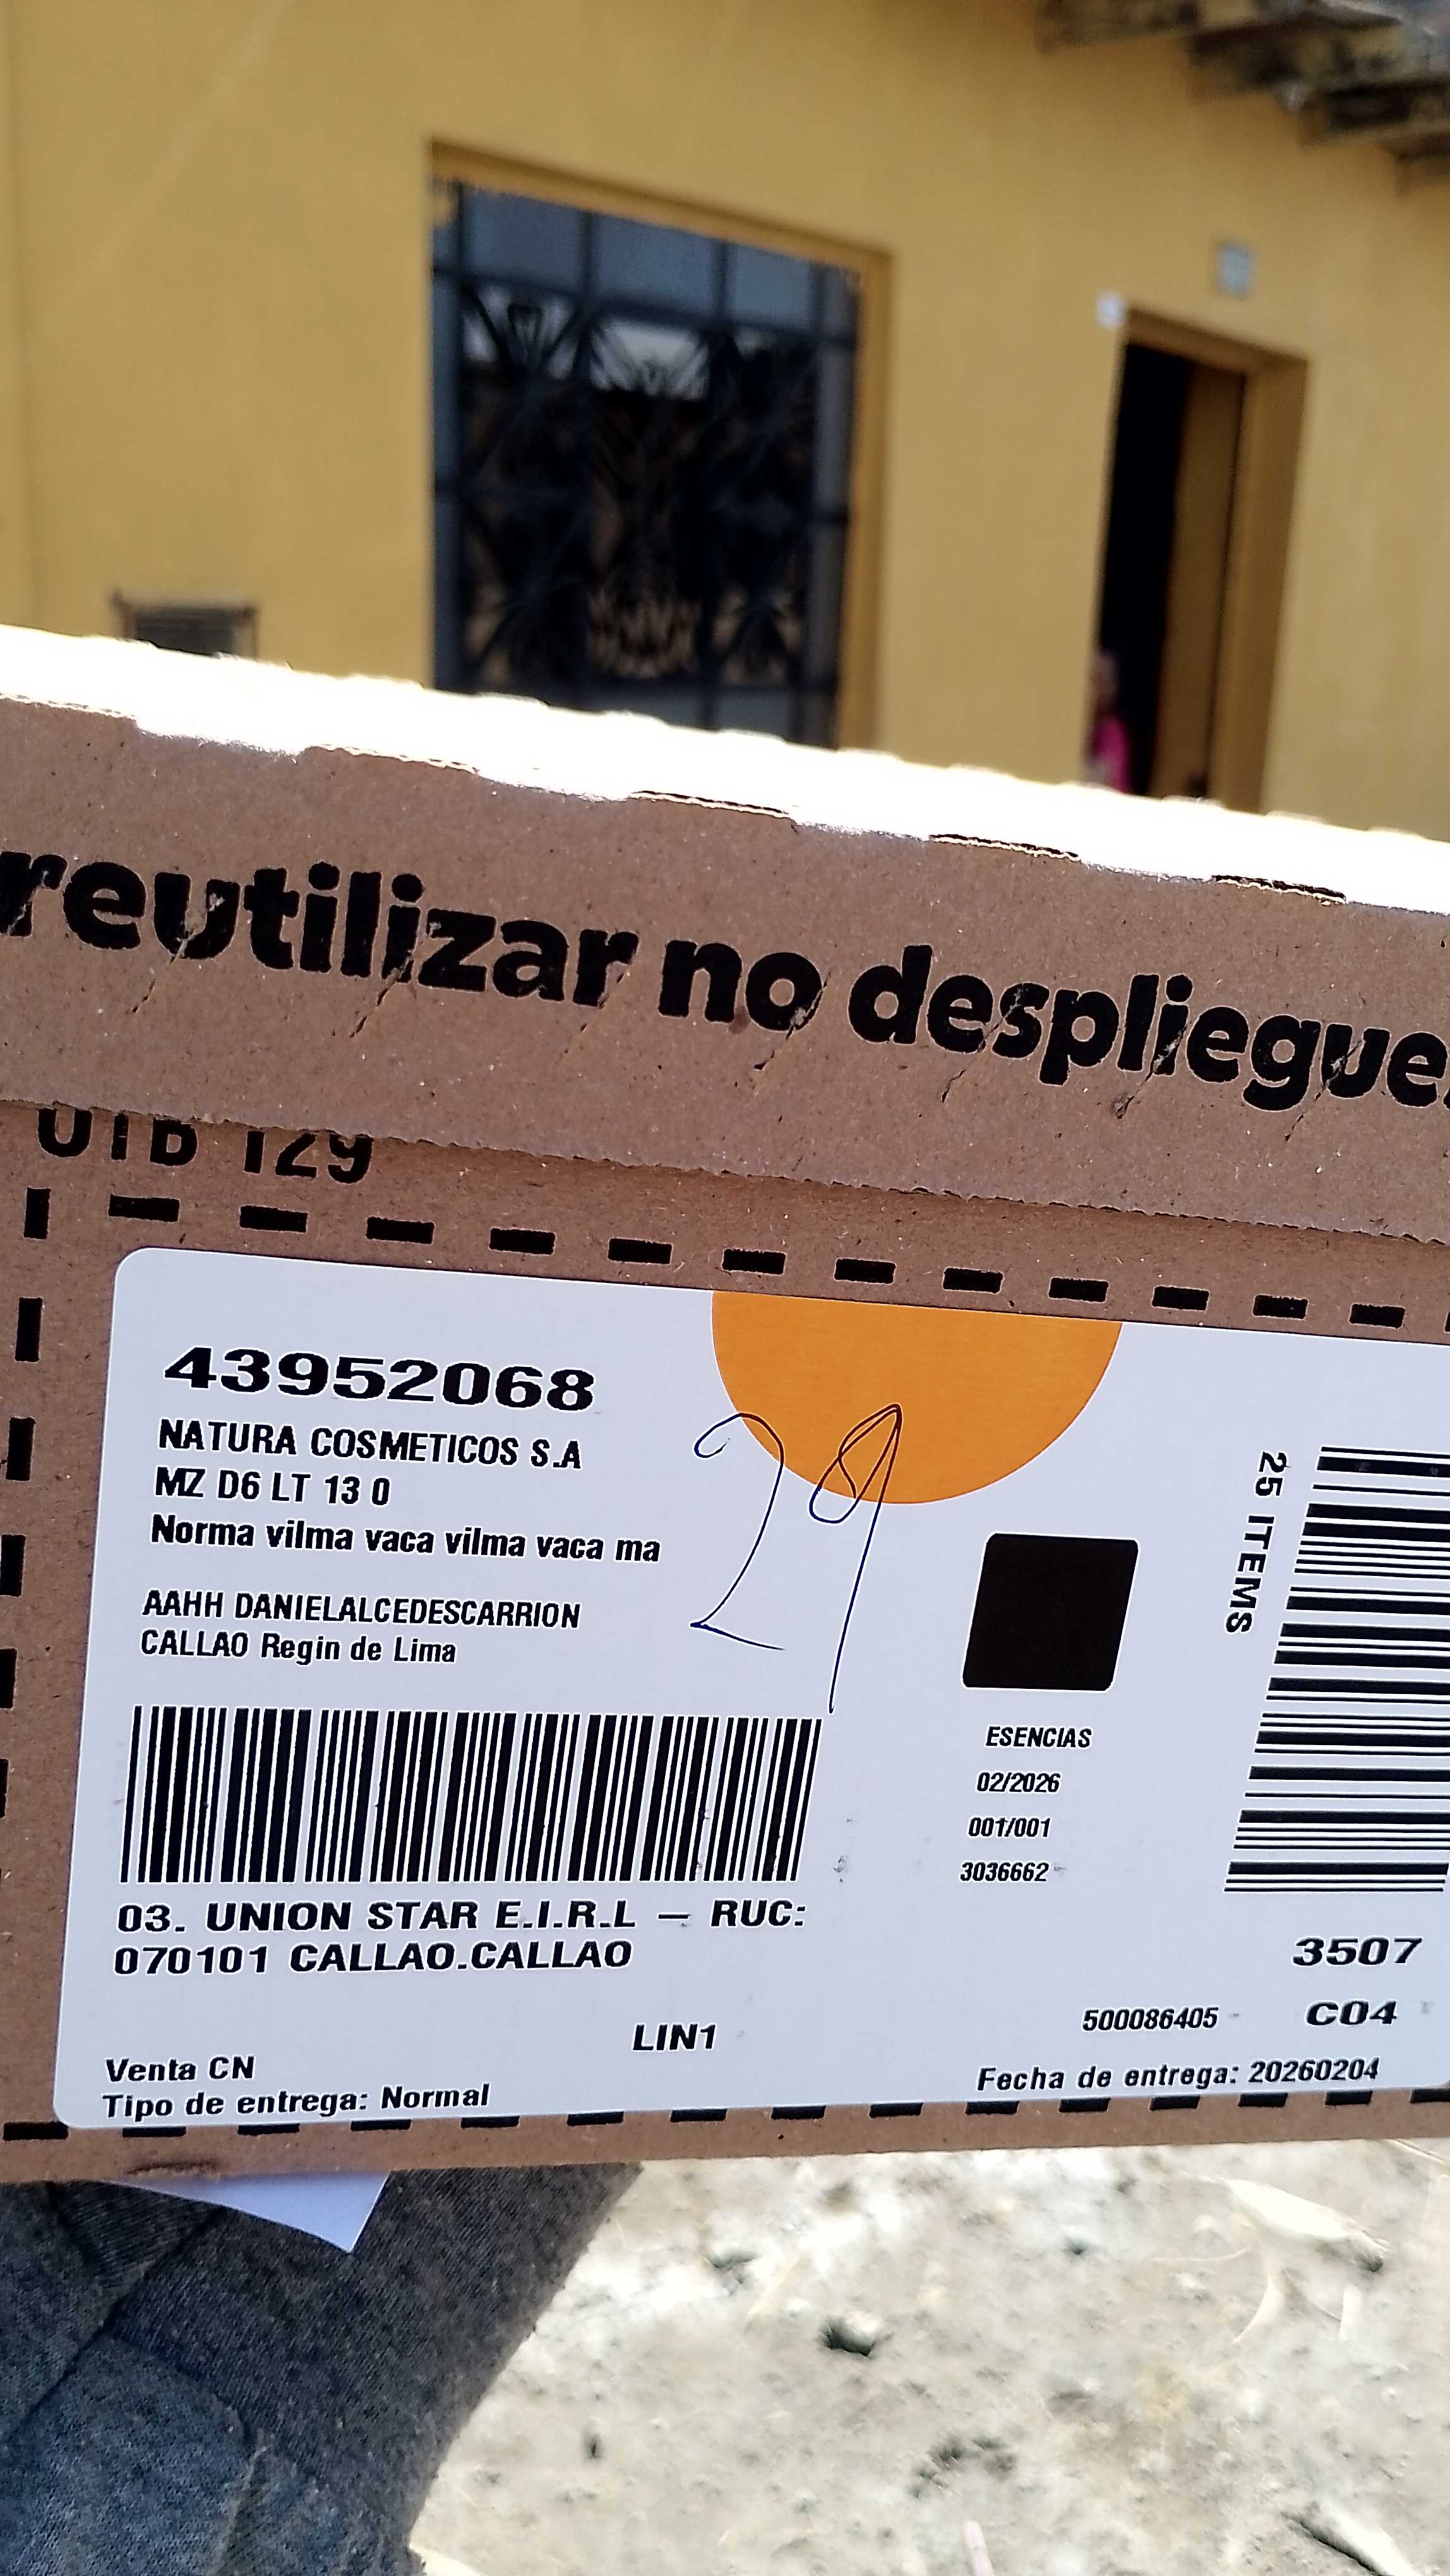 reutilizar no despliegue
129
43952068
NATURA COSMETICOS S.A
MZ D6 LT 13 0
Norma vilma vaca vilma vaca ma
AAHH DANIELALCEDESCARRION
CALLAO Regin de Lima
29
25 ITEMS
ESENCIAS
02/2026
001/001
3036662
03. UNION STAR E.I.R.L – RUC:
070101 CALLAO.CALLAO
3507
LIN1
500086405 - C04
Venta CN
Tipo de entrega: Normal
Fecha de entrega: 20260204